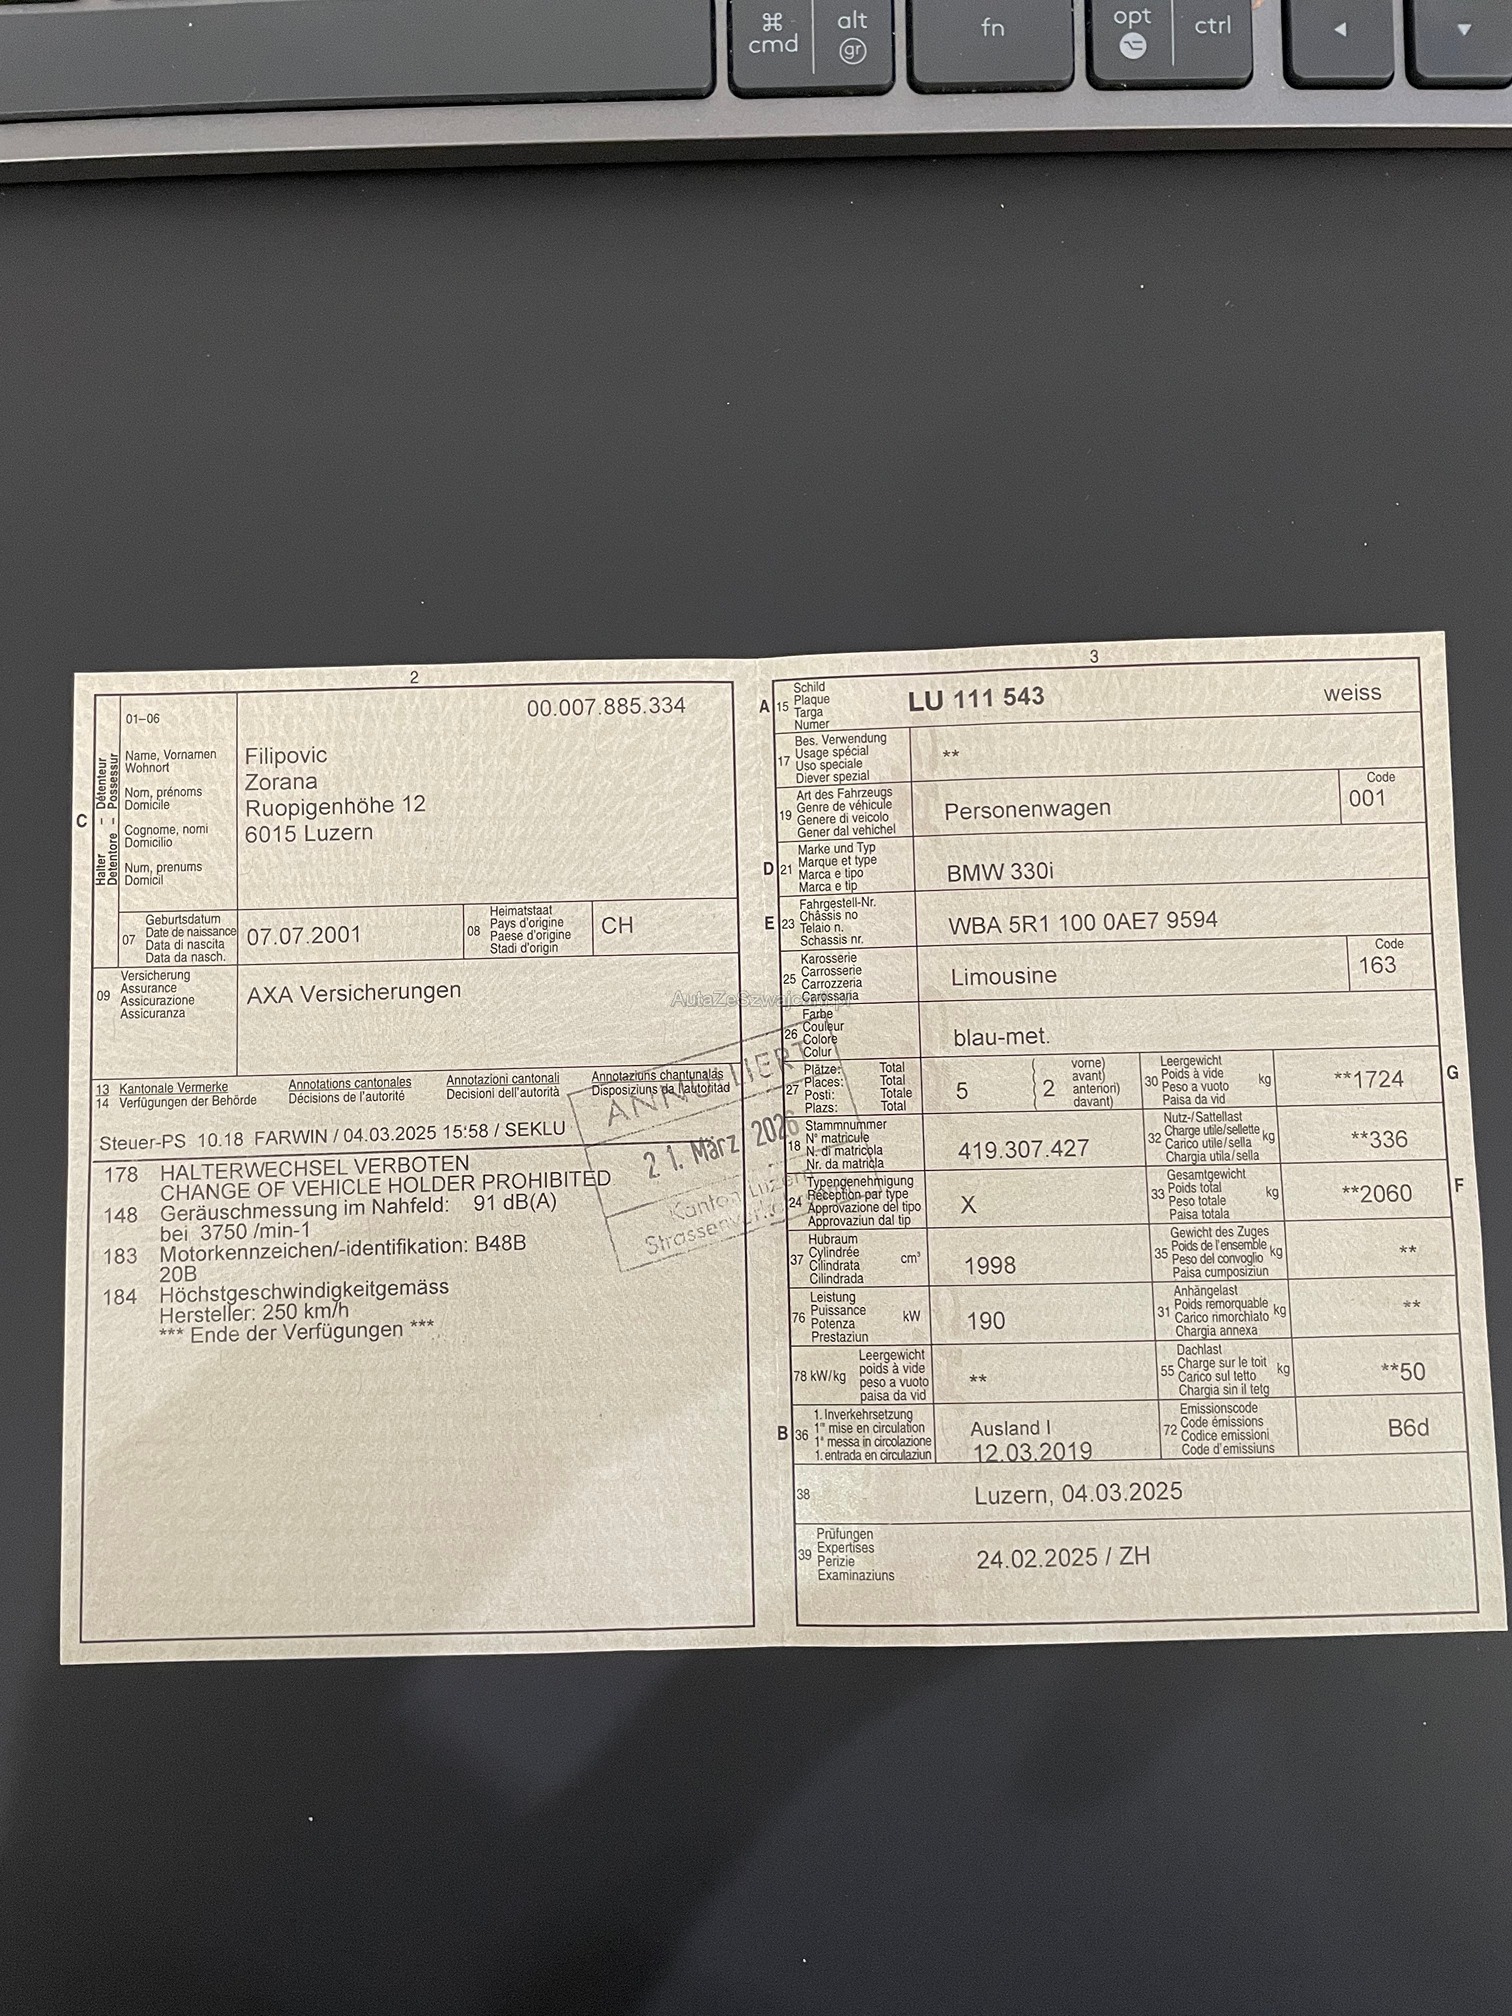 cmd
alt
gr
fn
opt
ctrl
2
01–06
00.007.885.334
C
Halter – Détenteur
Detentore – Possessur
Name, Vornamen
Wohnort
Nom, prénoms
Domicile
Cognome, nomi
Domicilio
Num, prenums
Domicil
Filipovic
Zorana
Ruopigenhöhe 12
6015 Luzern
07
Geburtsdatum
Date de naissance
Data di nascita
Data da nasch.
07.07.2001
08
Heimatstaat
Pays d'origine
Paese d'origine
Stadi d'origin
CH
09
Versicherung
Assurance
Assicurazione
Assicuranza
AXA Versicherungen
13 Kantonale Vermerke Annotations cantonales Annotazioni cantonali Annotaziuns chantunalas
14 Verfügungen der Behörde Décisions de l'autorité Decisioni dell'autorità Disposiziuns da l'autoritad
Steuer-PS 10.18 FARWIN / 04.03.2025 15:58 / SEKLU
178 HALTERWECHSEL VERBOTEN
CHANGE OF VEHICLE HOLDER PROHIBITED
148 Geräuschmessung im Nahfeld: 91 dB(A)
bei 3750 /min-1
183 Motorkennzeichen/-identifikation: B48B
20B
184 Höchstgeschwindigkeitgemäss
Hersteller: 250 km/h
*** Ende der Verfügungen ***
ANNULLIERT
21. März 2026
Kanton Luzern
AutaZeSzwajcarii.pl
3
A 15
Schild
Plaque
Targa
Numer
LU 111 543
weiss
17
Bes. Verwendung
Usage spécial
Uso speciale
Diever spezial
**
19
Art des Fahrzeugs
Genre de véhicule
Genere di veicolo
Gener dal vehichel
Personenwagen
Code
001
D 21
Marke und Typ
Marque et type
Marca e tipo
Marca e tip
BMW 330i
E 23
Fahrgestell-Nr.
Châssis no
Telaio n.
Schassis nr.
WBA 5R1 100 0AE7 9594
25
Karosserie
Carrosserie
Carrozzeria
Carossaria
Limousine
Code
163
26
Farbe
Couleur
Colore
Colur
blau-met.
27
Plätze: Total
Places: Total
Posti: Totale
Plazs: Total
5
2
vorne)
avant)
anteriori)
davant)
30
Leergewicht
Poids à vide
Peso a vuoto
Paisa da vid
kg
**1724
G
18
Stammnummer
N° matricule
N. di matricola
Nr. da matricla
419.307.427
32
Nutz-/Sattellast
Charge utile/sellette
Carico utile/sella
Chargia utila/sella
kg
**336
24
Typengenehmigung
Réception par type
Approvazione del tipo
Approvaziun dal tip
X
33
Gesamtgewicht
Poids total
Peso totale
Paisa totala
kg
**2060
F
37
Hubraum
Cylindrée
Cilindrata
Cilindrada
cm³
1998
35
Gewicht des Zuges
Poids de l'ensemble
Peso del convoglio
Paisa cumposiziun
kg
**
76
Leistung
Puissance
Potenza
Prestaziun
kW
190
31
Anhängelast
Poids remorquable
Carico rimorchiato
Chargia annexa
kg
**
78 kW/kg
Leergewicht
poids à vide
peso a vuoto
paisa da vid
**
55
Dachlast
Charge sur le toit
Carico sul tetto
Chargia sin il tetg
kg
**50
B 36
1. Inverkehrsetzung
1re mise en circulation
1a messa in circolazione
1. entrada en circulaziun
Ausland I
12.03.2019
72
Emissionscode
Code émissions
Codice emissioni
Code d'emissiuns
B6d
38
Luzern, 04.03.2025
39
Prüfungen
Expertises
Perizie
Examinaziuns
24.02.2025 / ZH